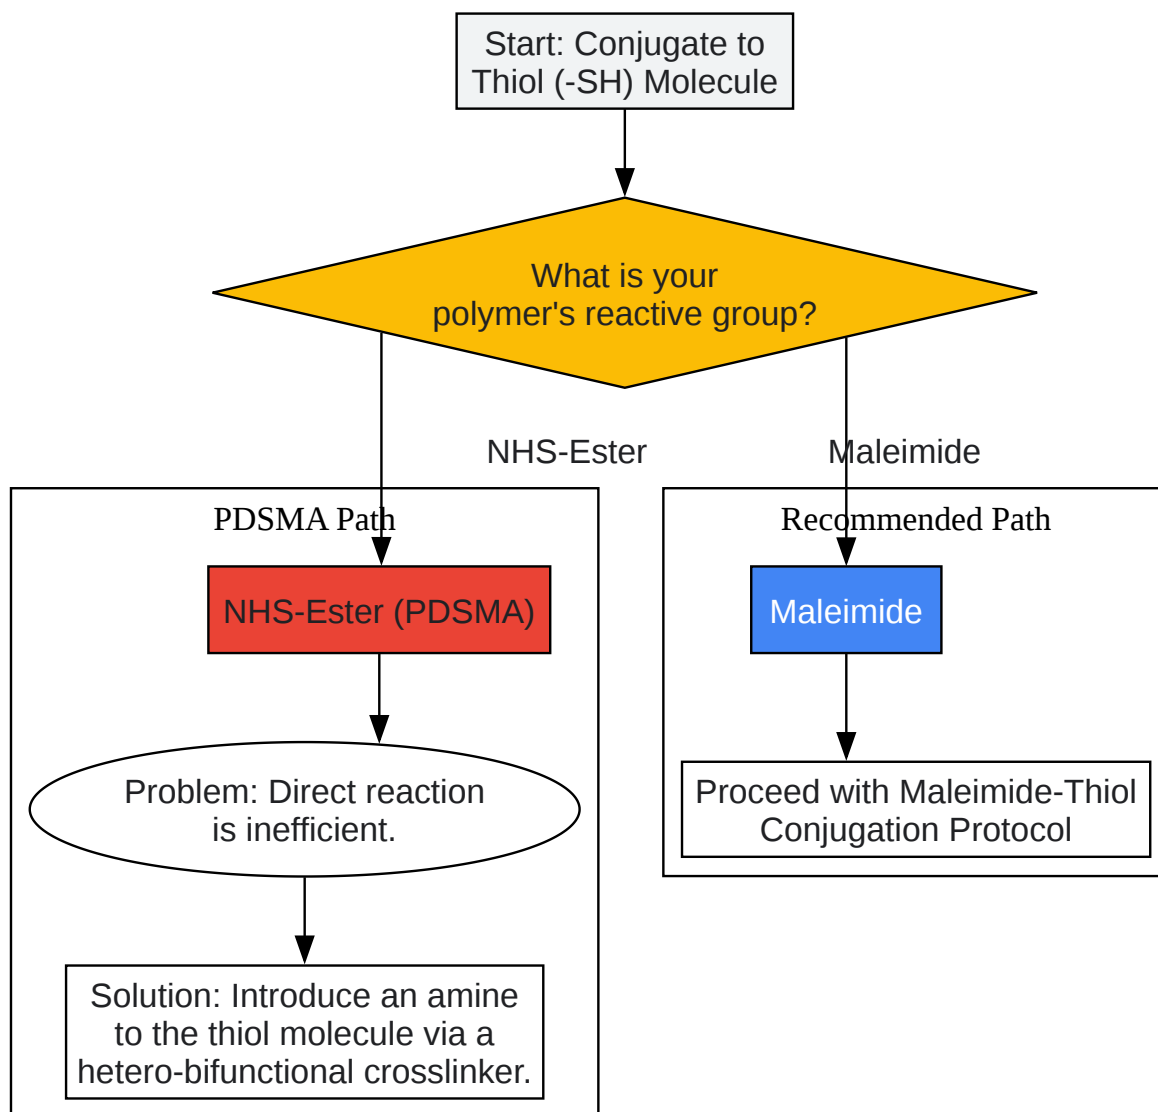 Start: Conjugate to
Thiol (-SH) Molecule
What is your
polymer's reactive group?
NHS-Ester
Maleimide
PDSMA Path
NHS-Ester (PDSMA)
Problem: Direct reaction
is inefficient.
Solution: Introduce an amine
to the thiol molecule via a
hetero-bifunctional crosslinker.
Recommended Path
Maleimide
Proceed with Maleimide-Thiol
Conjugation Protocol